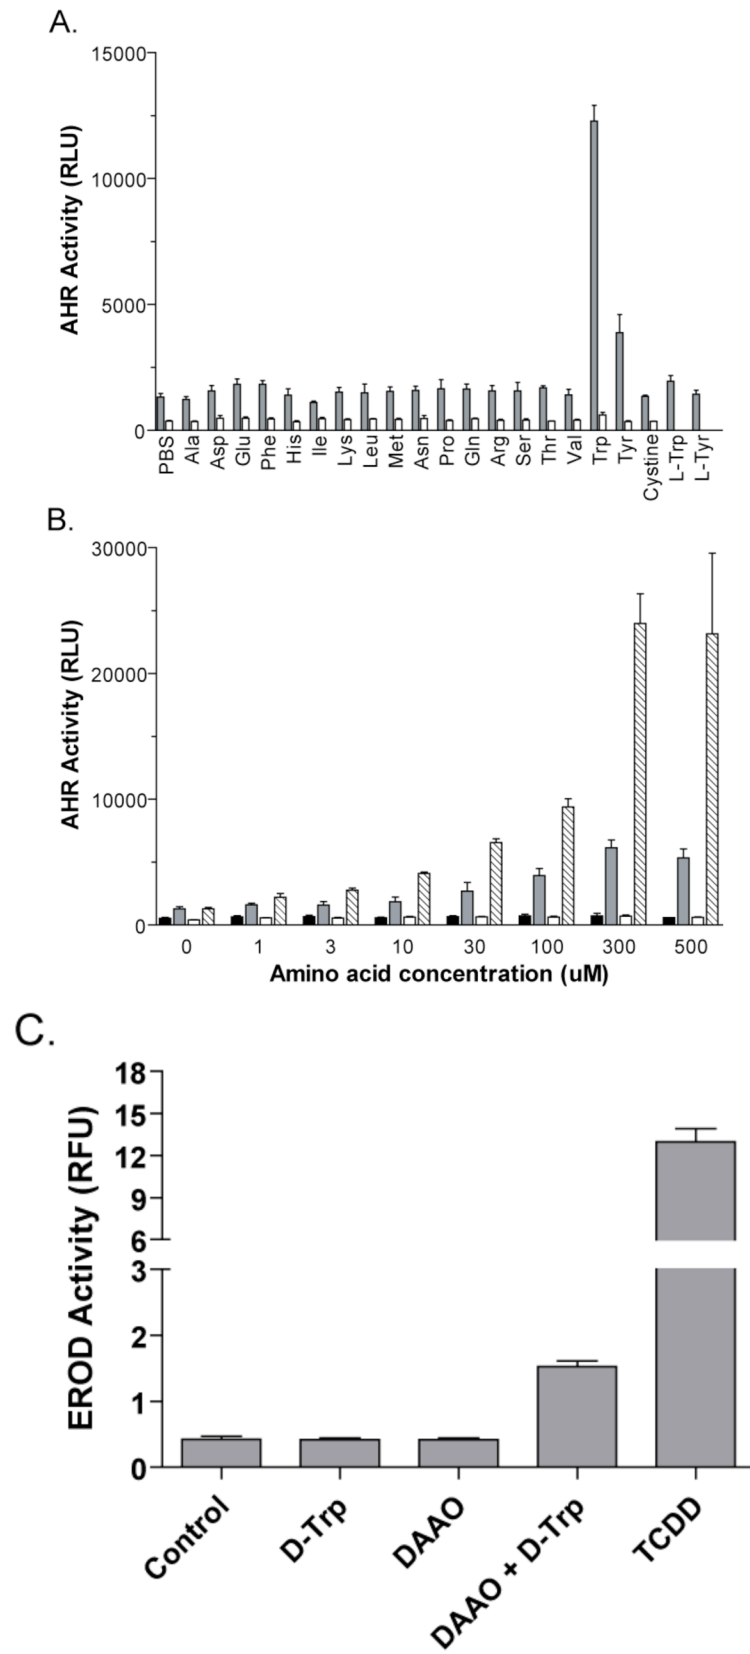 A.
15000
10000
5000
0
AHR Activity (RLU)
PBS Ala Asp Glu Phe His Ile Lys Leu Met Asn Pro Gln Arg Ser Thr Val Trp Tyr Cystine L-Trp L-Tyr
B.
30000
20000
10000
0
AHR Activity (RLU)
0 1 3 10 30 100 300 500
Amino acid concentration (uM)
C.
18
15
12
9
6
3
2
1
0
EROD Activity (RFU)
Control D-Trp DAAO DAAO + D-Trp TCDD